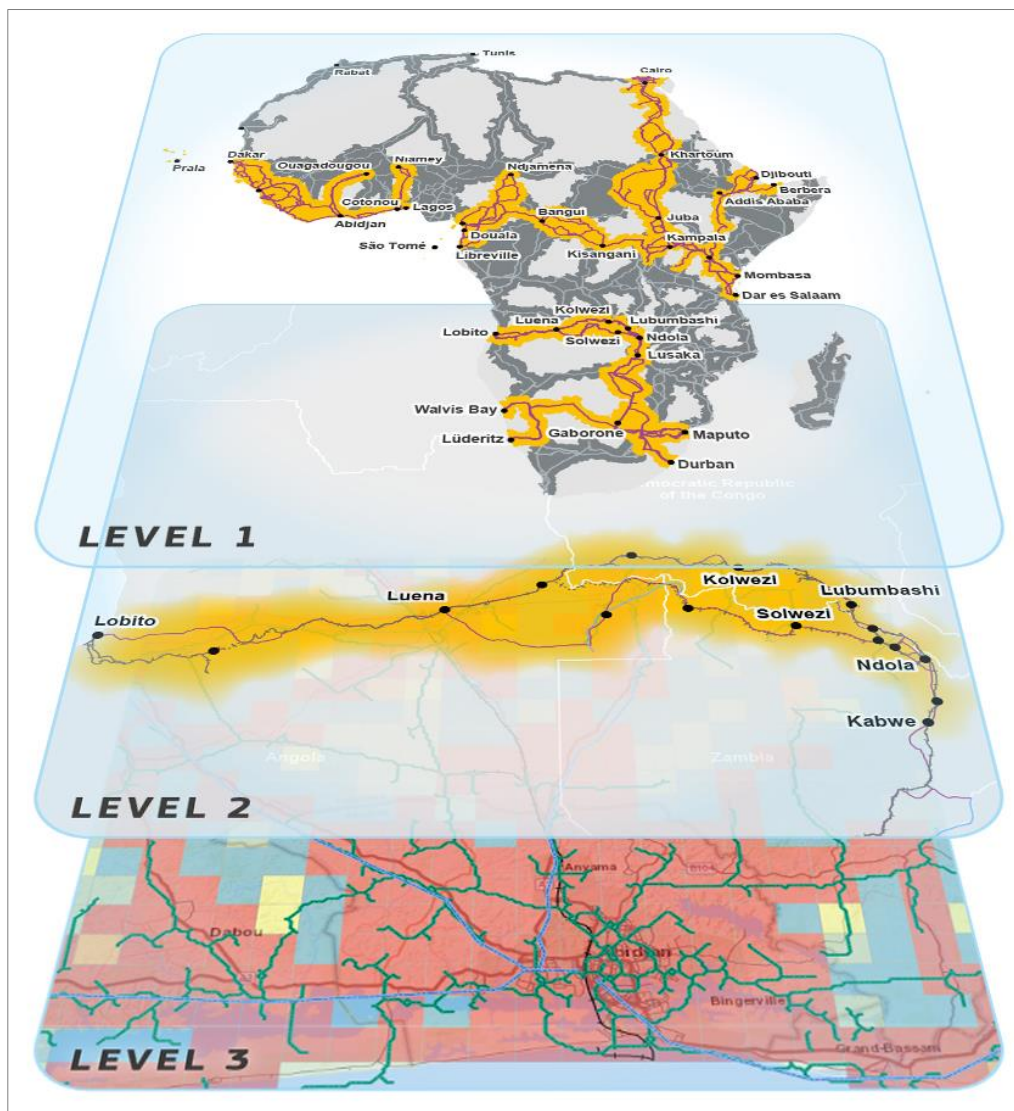 Tunis
Rabat
Cairo
Dakar
Praia
Ouagadougou
Niamey
Ndjamena
Khartoum
Djibouti
Berbera
Addis Ababa
Cotonou
Lagos
Abidjan
Bangui
Juba
Douala
São Tomé
Libreville
Kisangani
Kampala
Mombasa
Dar es Salaam
Kolwezi
Luena
Lubumbashi
Lobito
Solwezi
Ndola
Lusaka
Walvis Bay
Gaborone
Maputo
Lüderitz
Durban
Democratic Republic
of the Congo
LEVEL 1
Kolwezi
Luena
Lubumbashi
Lobito
Solwezi
Ndola
Kabwe
Angola
Zambia
LEVEL 2
Anyama
Dabou
Bingerville
Grand-Bassam
LEVEL 3